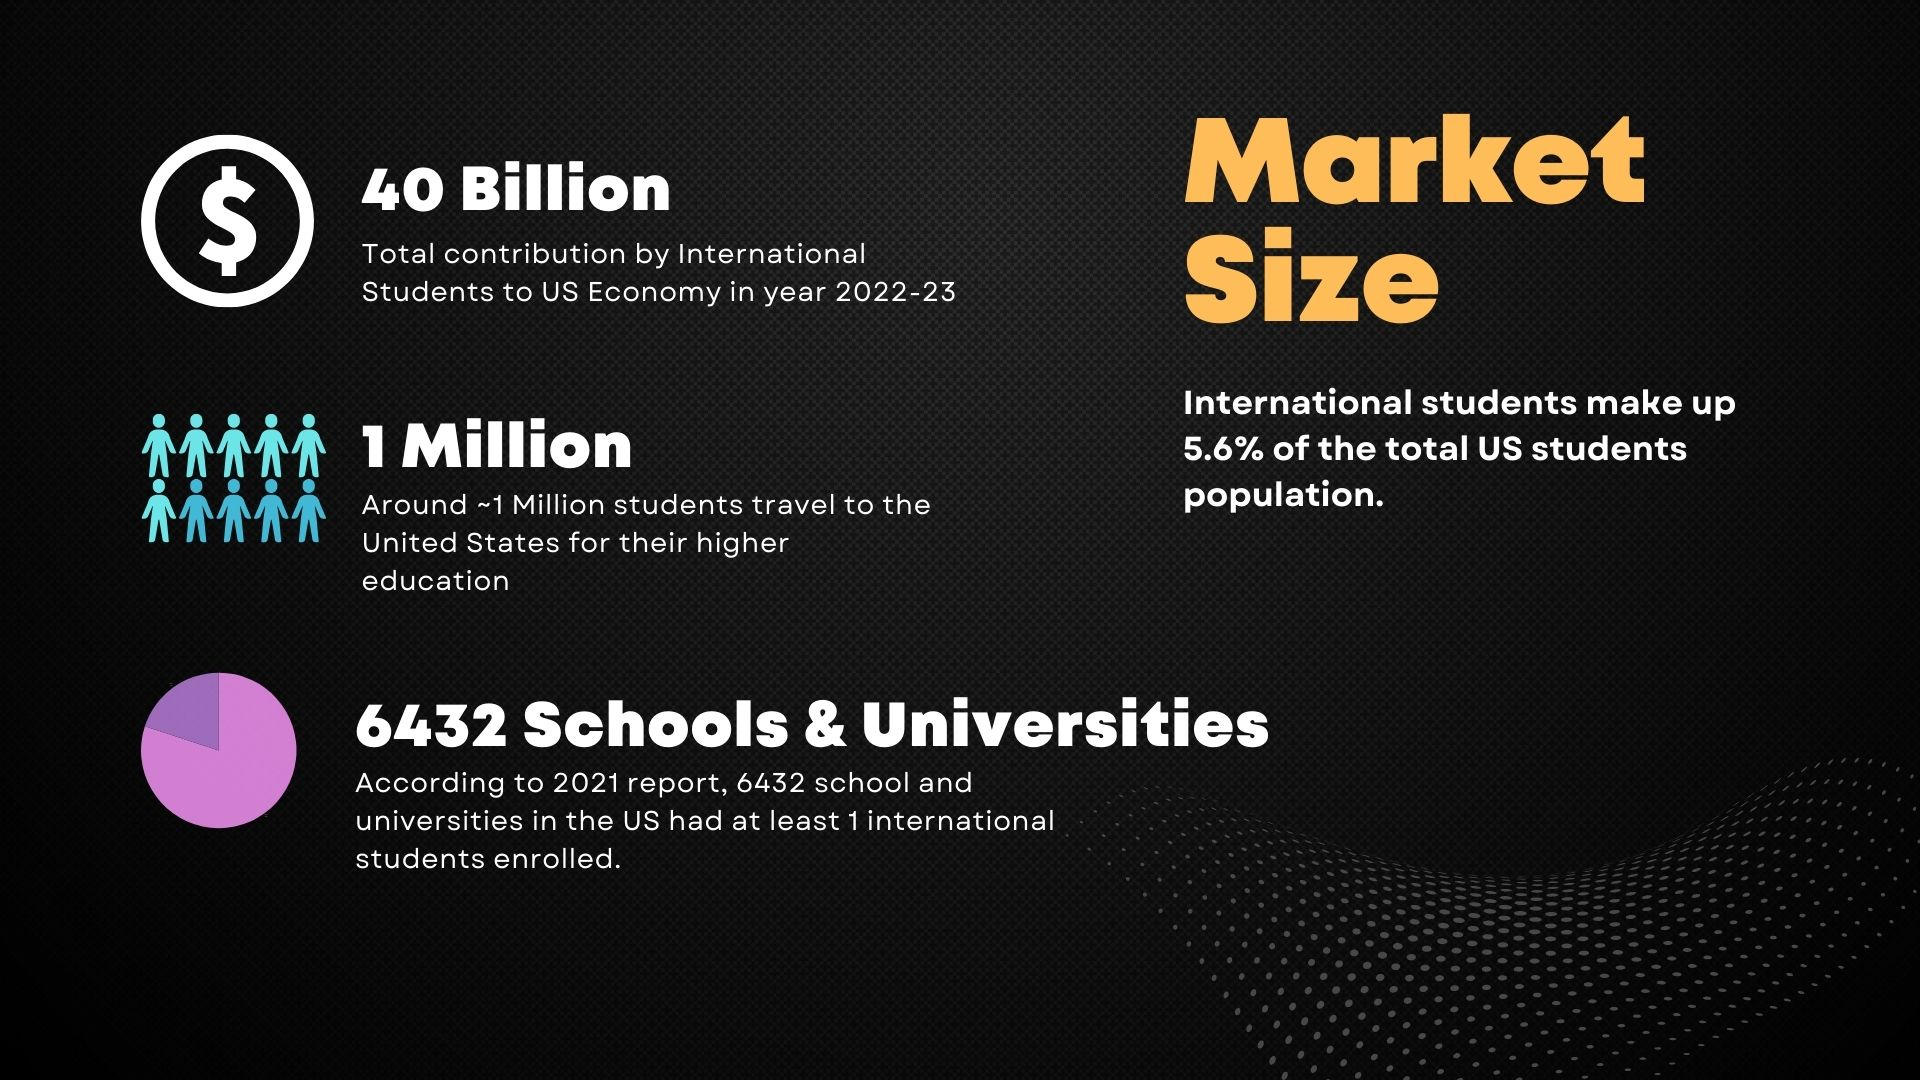 Market
Size
International students make up
5.6% of the total US students
population.
$
40 Billion
Total contribution by International
Students to US Economy in year 2022-23
1 Million
Around ~1 Million students travel to the
United States for their higher
education
6432 Schools & Universities
According to 2021 report, 6432 school and
universities in the US had at least 1 international
students enrolled.